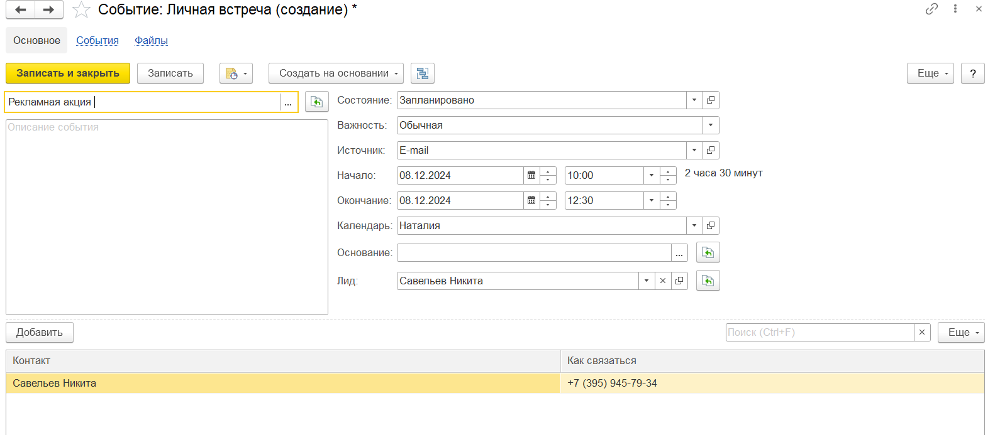 Событие: Личная встреча (создание) *
Основное События Файлы
Записать и закрыть Записать Создать на основании Еще ?
Рекламная акция ...
Описание события
Состояние: Запланировано
Важность: Обычная
Источник: E-mail
Начало: 08.12.2024 10:00 2 часа 30 минут
Окончание: 08.12.2024 12:30
Календарь: Наталия
Основание: ...
Лид: Савельев Никита
Добавить Поиск (Ctrl+F) Еще
Контакт Как связаться
Савельев Никита +7 (395) 945-79-34